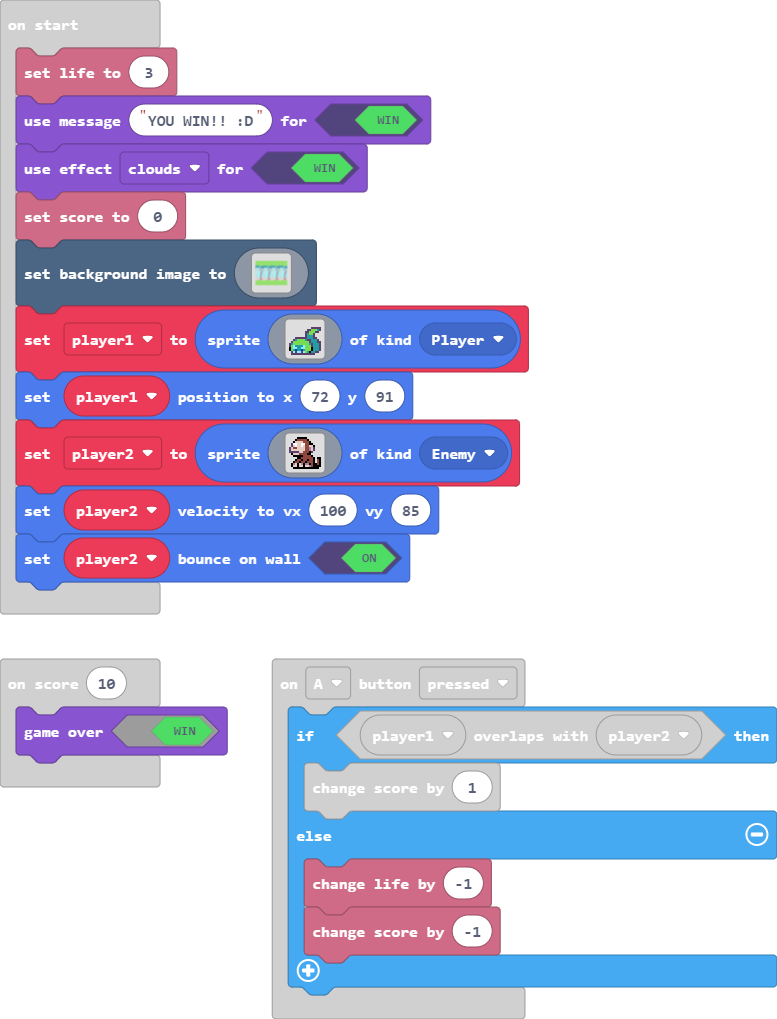 on start
set life to 3
use message "YOU WIN!! :D" for WIN
use effect clouds for WIN
set score to 0
set background image to
set player1 to sprite of kind Player
set player1 position to x 72 y 91
set player2 to sprite of kind Enemy
set player2 velocity to vx 100 vy 85
set player2 bounce on wall ON
on score 10
game over WIN
on A button pressed
if player1 overlaps with player2 then
change score by 1
else
change life by -1
change score by -1